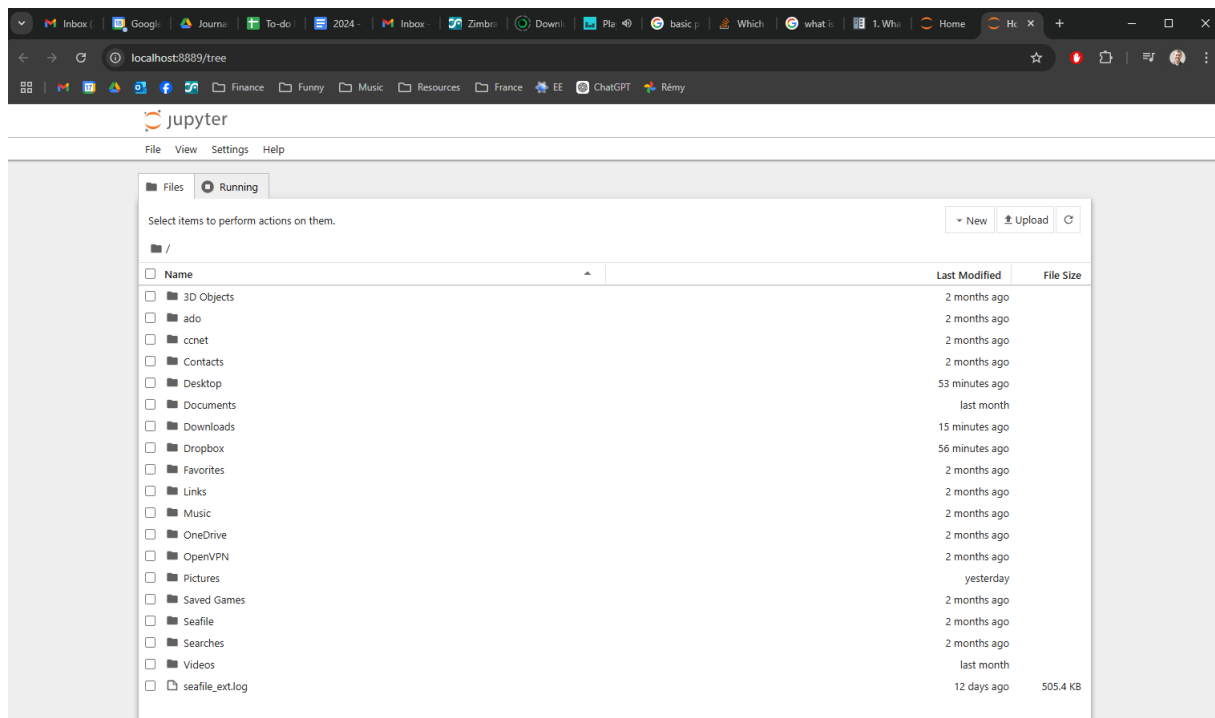 Inbox ( Google Journa To-do 2024 - Inbox - Zimbra Downl Pla basic p Which what is 1. Wha Home Ho
localhost:8889/tree
Finance Funny Music Resources France EE ChatGPT Rémy
jupyter
File View Settings Help
Files Running
Select items to perform actions on them. New Upload
/
Name Last Modified File Size
3D Objects 2 months ago
ado 2 months ago
ccnet 2 months ago
Contacts 2 months ago
Desktop 53 minutes ago
Documents last month
Downloads 15 minutes ago
Dropbox 56 minutes ago
Favorites 2 months ago
Links 2 months ago
Music 2 months ago
OneDrive 2 months ago
OpenVPN 2 months ago
Pictures yesterday
Saved Games 2 months ago
Seafile 2 months ago
Searches 2 months ago
Videos last month
seafile_ext.log 12 days ago 505.4 KB